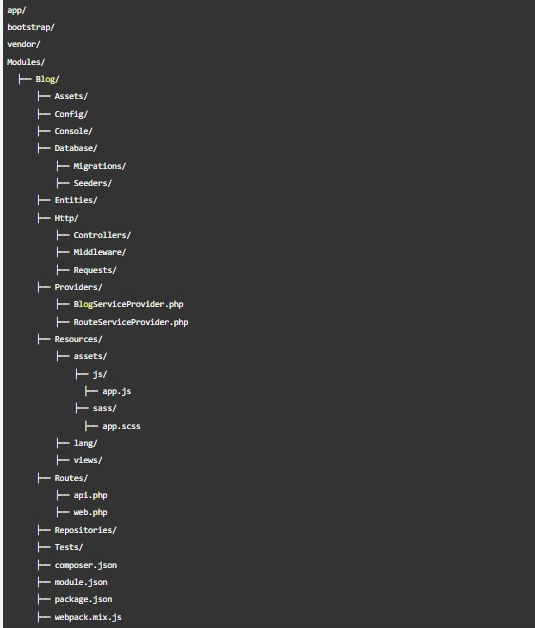 app/
bootstrap/
vendor/
Modules/
├── Blog/
├── Assets/
├── Config/
├── Console/
├── Database/
├── Migrations/
├── Seeders/
├── Entities/
├── Http/
├── Controllers/
├── Middleware/
├── Requests/
├── Providers/
├── BlogServiceProvider.php
├── RouteServiceProvider.php
├── Resources/
├── assets/
├── js/
├── app.js
├── sass/
├── app.scss
├── lang/
├── views/
├── Routes/
├── api.php
├── web.php
├── Repositories/
├── Tests/
├── composer.json
├── module.json
├── package.json
├── webpack.mix.js